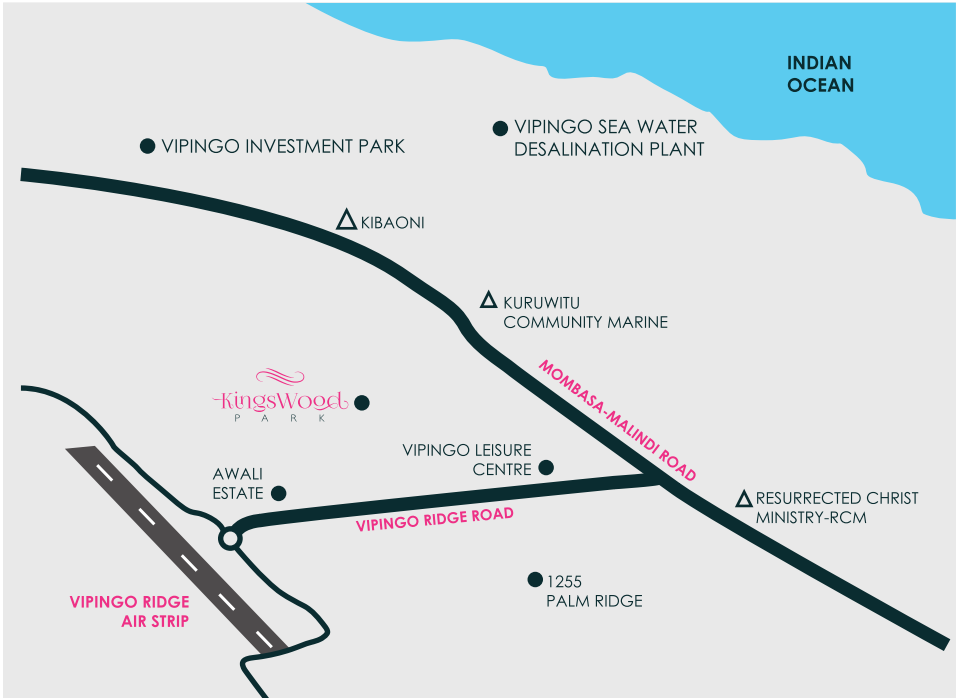 INDIAN
OCEAN
VIPINGO SEA WATER
DESALINATION PLANT
VIPINGO INVESTMENT PARK
KIBAONI
KURUWITU
COMMUNITY MARINE
MOMBASA-MALINDI ROAD
KingsWood
PARK
VIPINGO LEISURE
CENTRE
AWALI
ESTATE
VIPINGO RIDGE ROAD
RESURRECTED CHRIST
MINISTRY-RCM
1255
PALM RIDGE
VIPINGO RIDGE
AIR STRIP